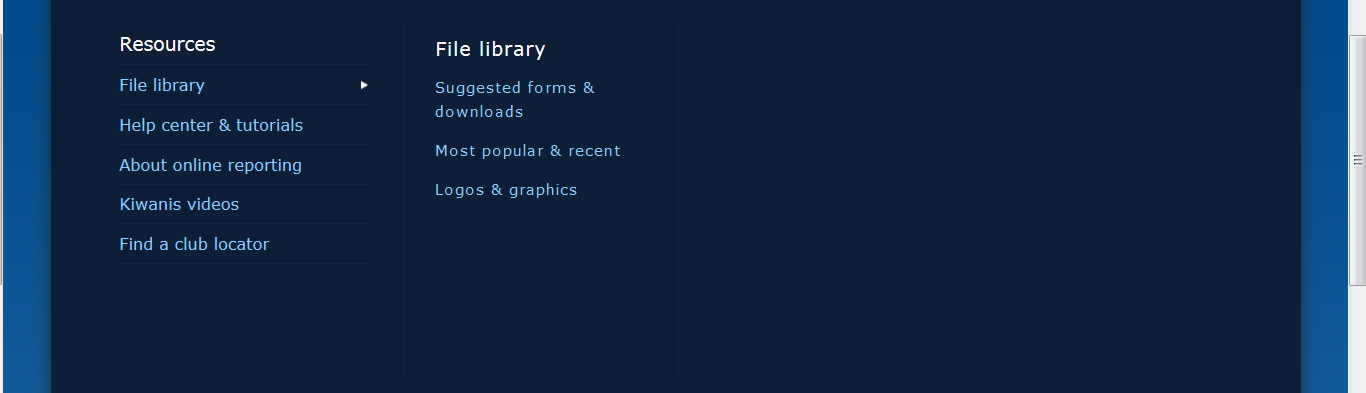 Resources
File library
Help center & tutorials
About online reporting
Kiwanis videos
Find a club locator
File library
Suggested forms &
downloads
Most popular & recent
Logos & graphics